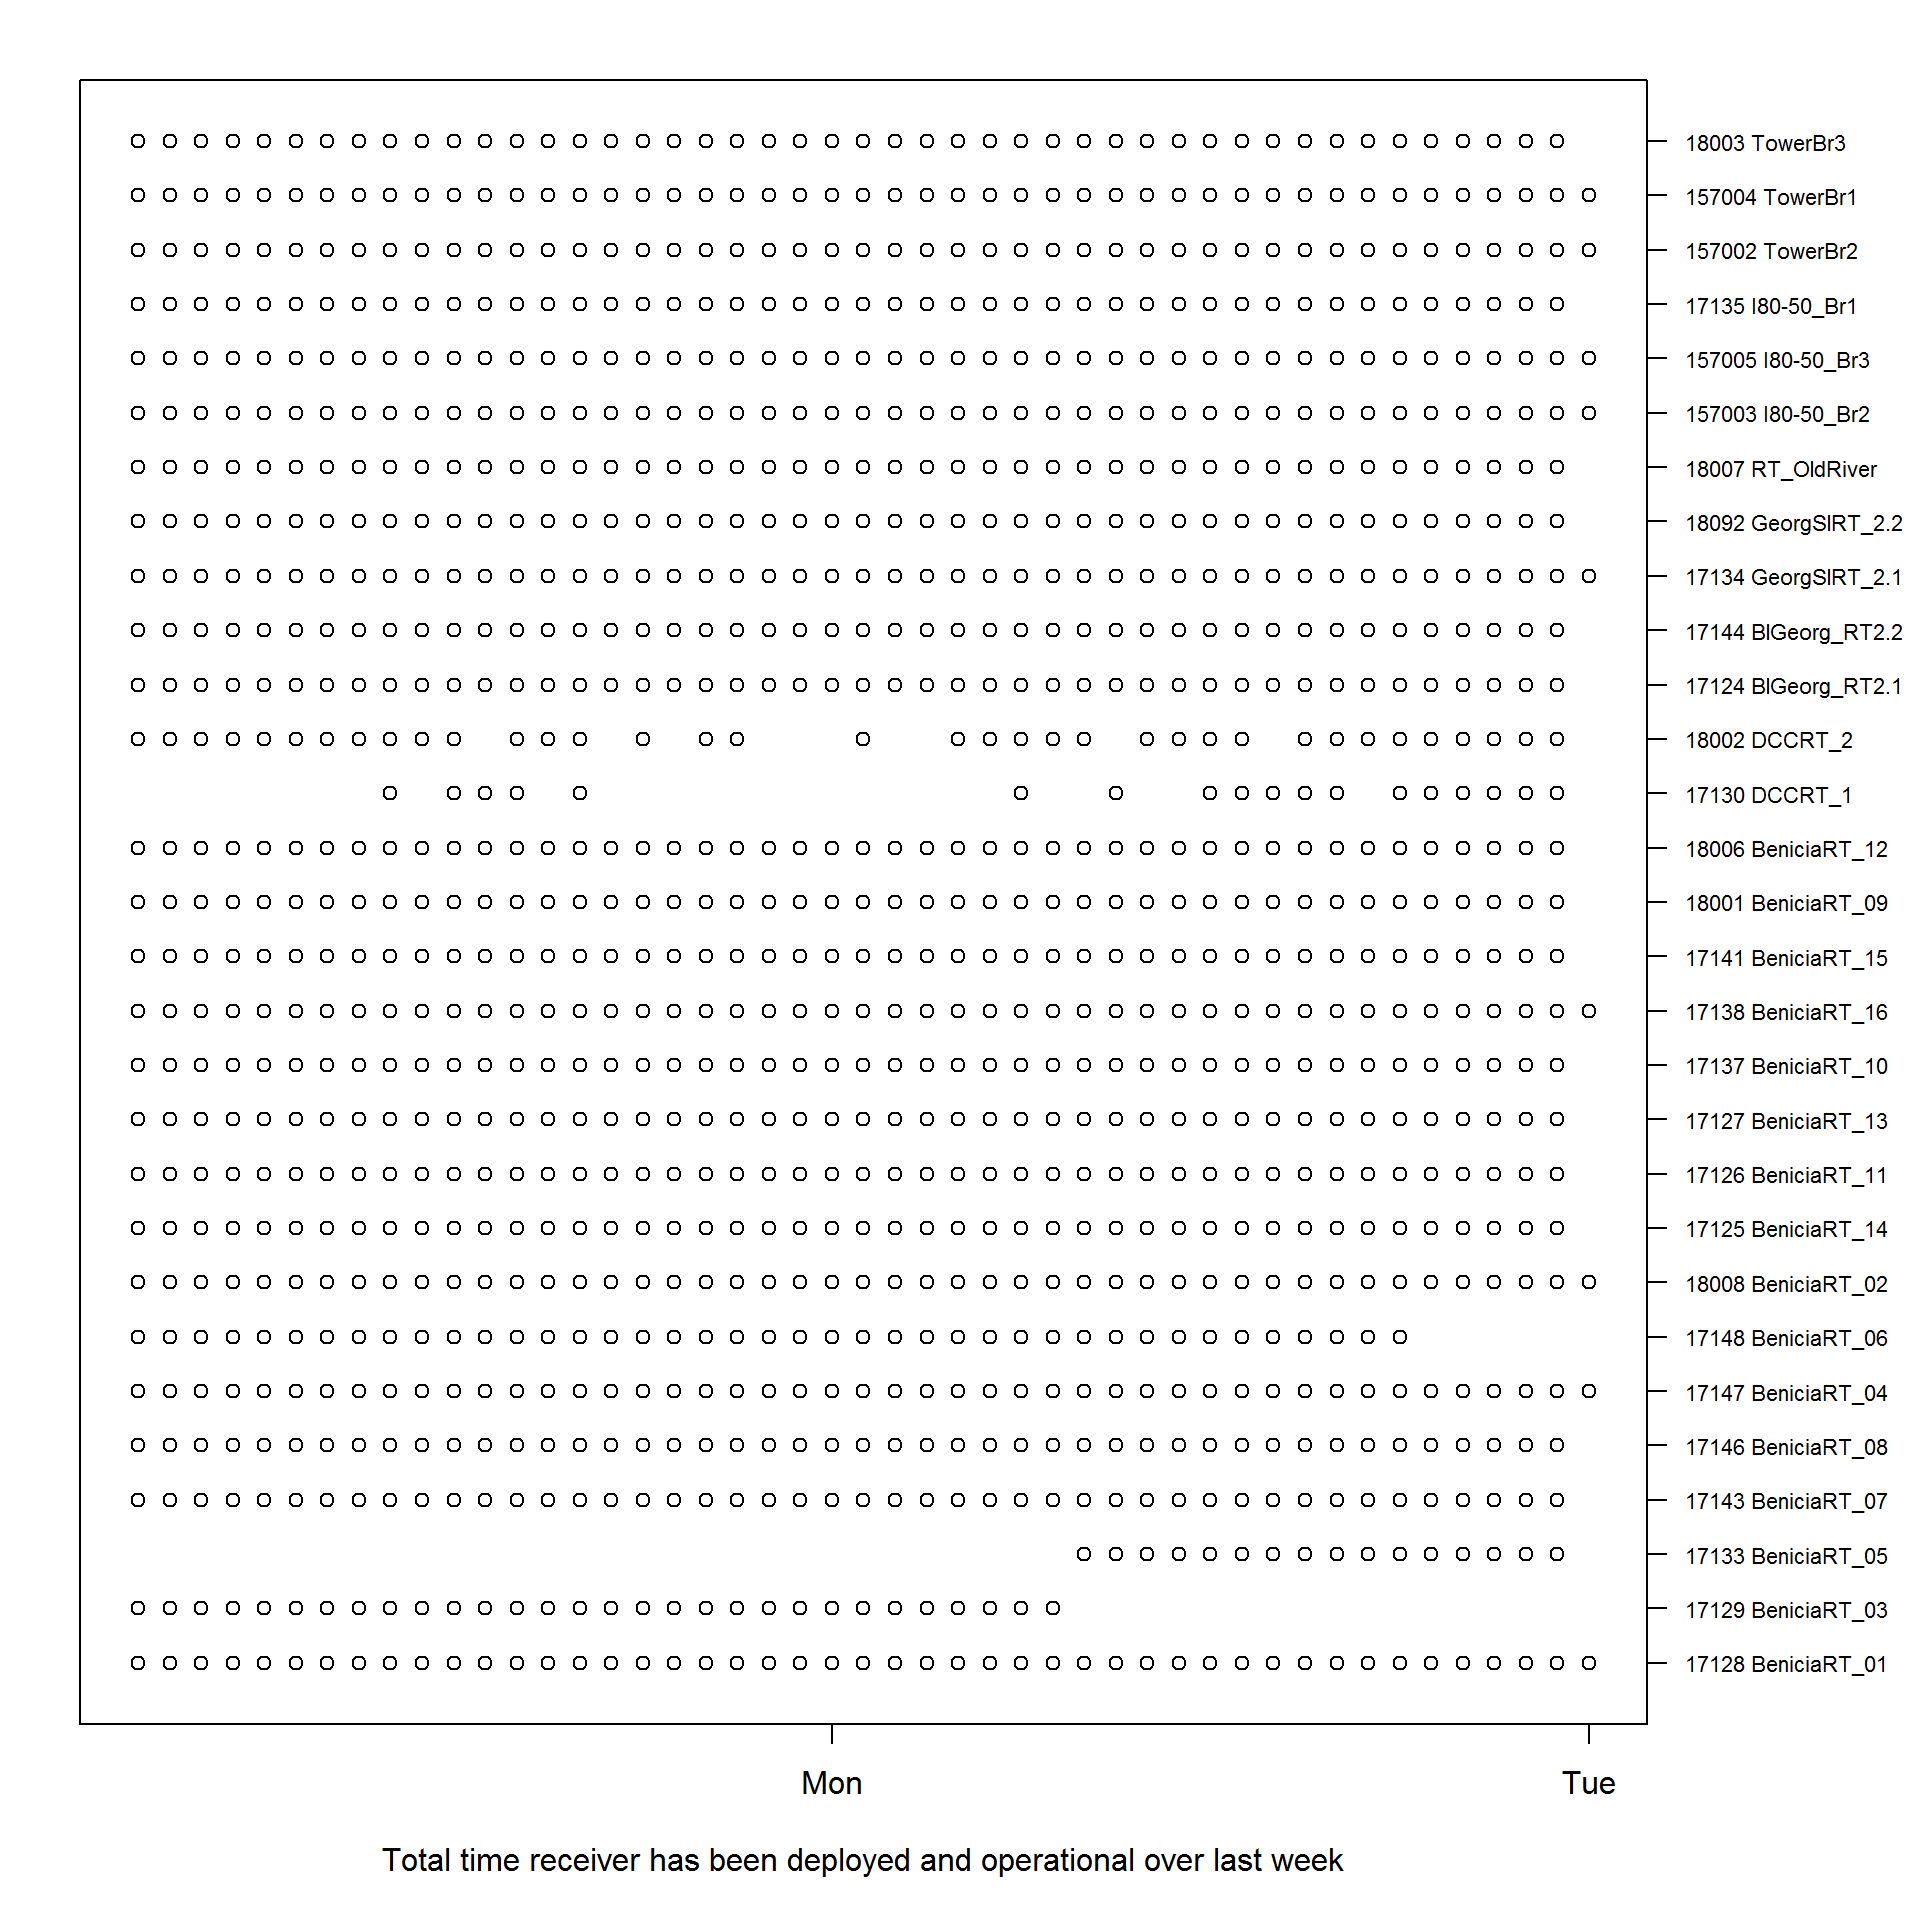 18003 TowerBr3
157004 TowerBr1
157002 TowerBr2
17135 I80-50_Br1
157005 I80-50_Br3
157003 I80-50_Br2
18007 RT_OldRiver
18092 GeorgSlRT_2.2
17134 GeorgSlRT_2.1
17144 BlGeorg_RT2.2
17124 BlGeorg_RT2.1
18002 DCCRT_2
17130 DCCRT_1
18006 BeniciaRT_12
18001 BeniciaRT_09
17141 BeniciaRT_15
17138 BeniciaRT_16
17137 BeniciaRT_10
17127 BeniciaRT_13
17126 BeniciaRT_11
17125 BeniciaRT_14
18008 BeniciaRT_02
17148 BeniciaRT_06
17147 BeniciaRT_04
17146 BeniciaRT_08
17143 BeniciaRT_07
17133 BeniciaRT_05
17129 BeniciaRT_03
17128 BeniciaRT_01
Mon Tue
Total time receiver has been deployed and operational over last week